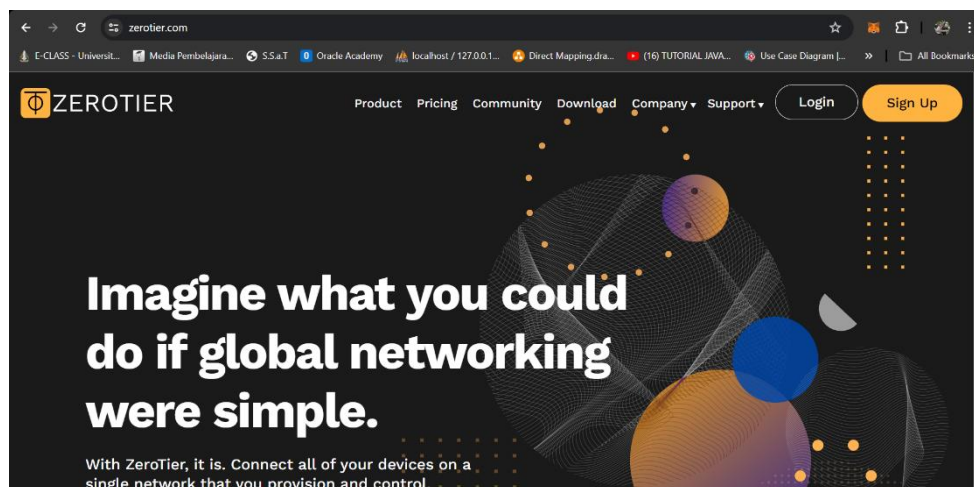 zerotier.com
E-CLASS - Universit... Media Pembelajara... S.S.a.T Oracle Academy localhost / 127.0.0.1... Direct Mapping.dra... (16) TUTORIAL JAVA... Use Case Diagram |... » All Bookmarks
ZEROTIER Product Pricing Community Download Company ▾ Support ▾ Login Sign Up
Imagine what you could
do if global networking
were simple.
With ZeroTier, it is. Connect all of your devices on a
single network that you provision and control.